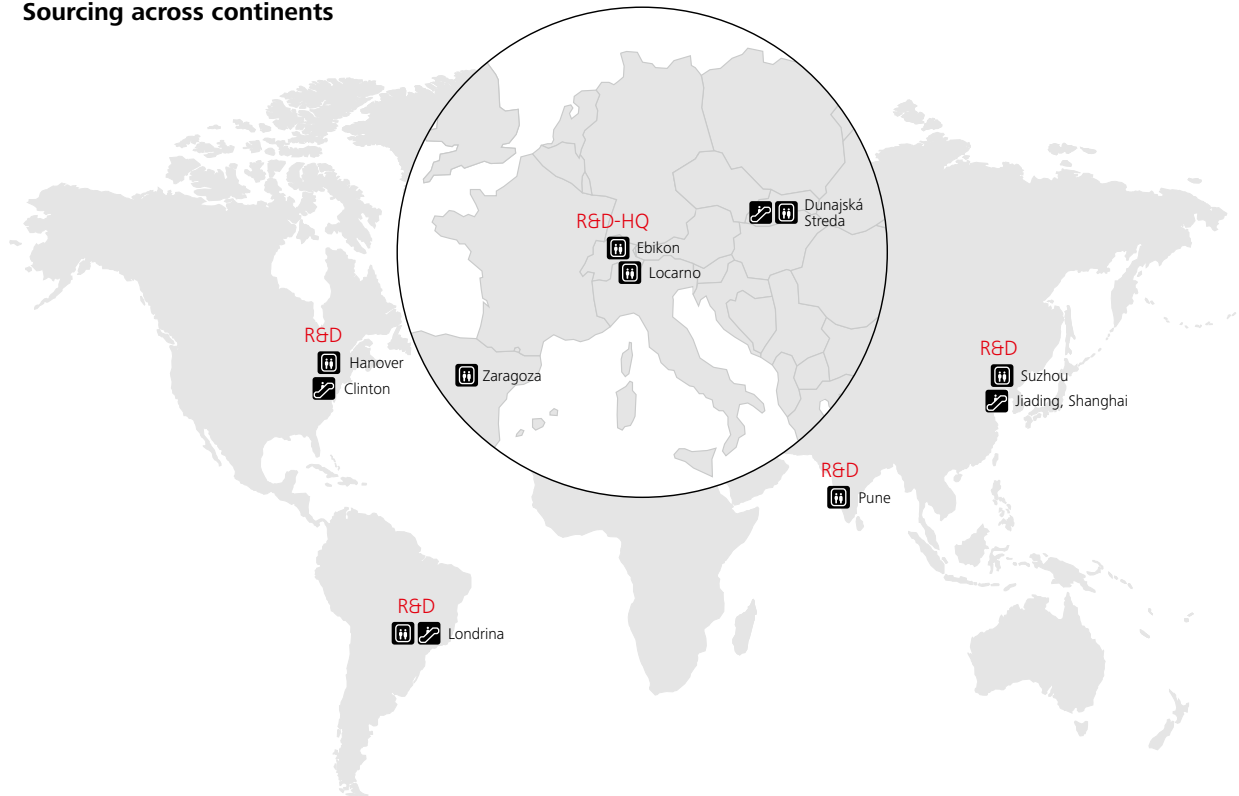 Sourcing across continents
R&D-HQ
Ebikon
Locarno
Dunajská
Streda
Zaragoza
R&D
Hanover
Clinton
R&D
Suzhou
Jiading, Shanghai
R&D
Pune
R&D
Londrina